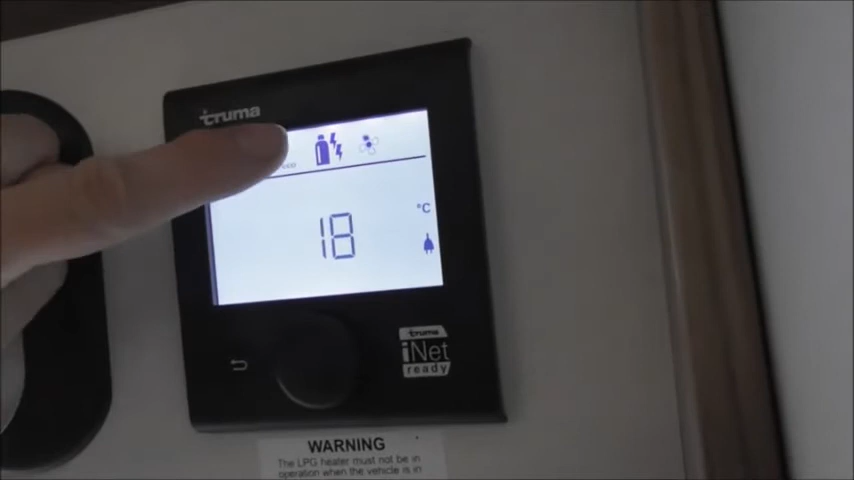 truma
ECO
18
°C
truma
iNet
ready
WARNING
The LPG heater must not be in
operation when the vehicle is in